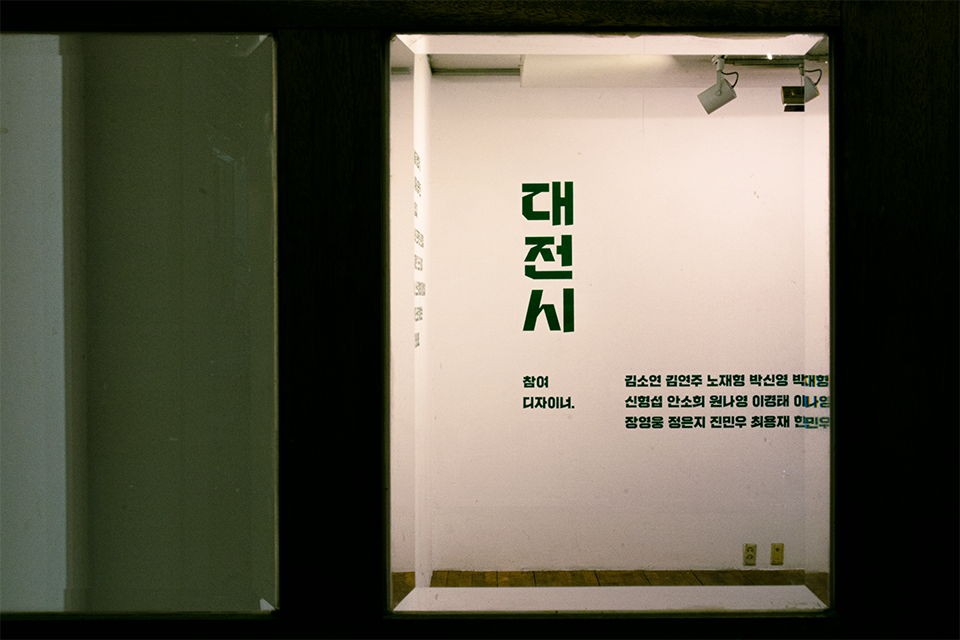 대전시
참여
디자이너.
김소연 김연주 노재형 박신영
신형섭 안소희 원나영 이경태
장영웅 정은지 진민우 최용재